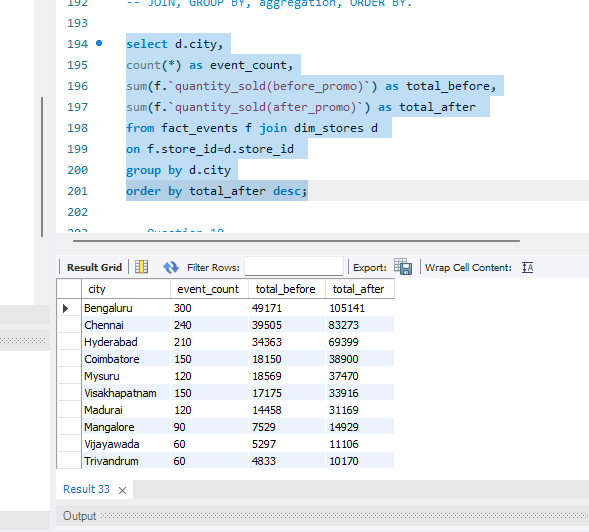 192 -- JOIN, GROUP BY, aggregation, ORDER BY.
193
194 select d.city,
195 count(*) as event_count,
196 sum(f.`quantity_sold(before_promo)`) as total_before,
197 sum(f.`quantity_sold(after_promo)`) as total_after
198 from fact_events f join dim_stores d
199 on f.store_id=d.store_id
200 group by d.city
201 order by total_after desc;
202
Result Grid Filter Rows: Export: Wrap Cell Content:
city event_count total_before total_after
Bengaluru 300 49171 105141
Chennai 240 39505 83273
Hyderabad 210 34363 69399
Coimbatore 150 18150 38900
Mysuru 120 18569 37470
Visakhapatnam 150 17175 33916
Madurai 120 14458 31169
Mangalore 90 7529 14929
Vijayawada 60 5297 11106
Trivandrum 60 4833 10170
Result 33
Output